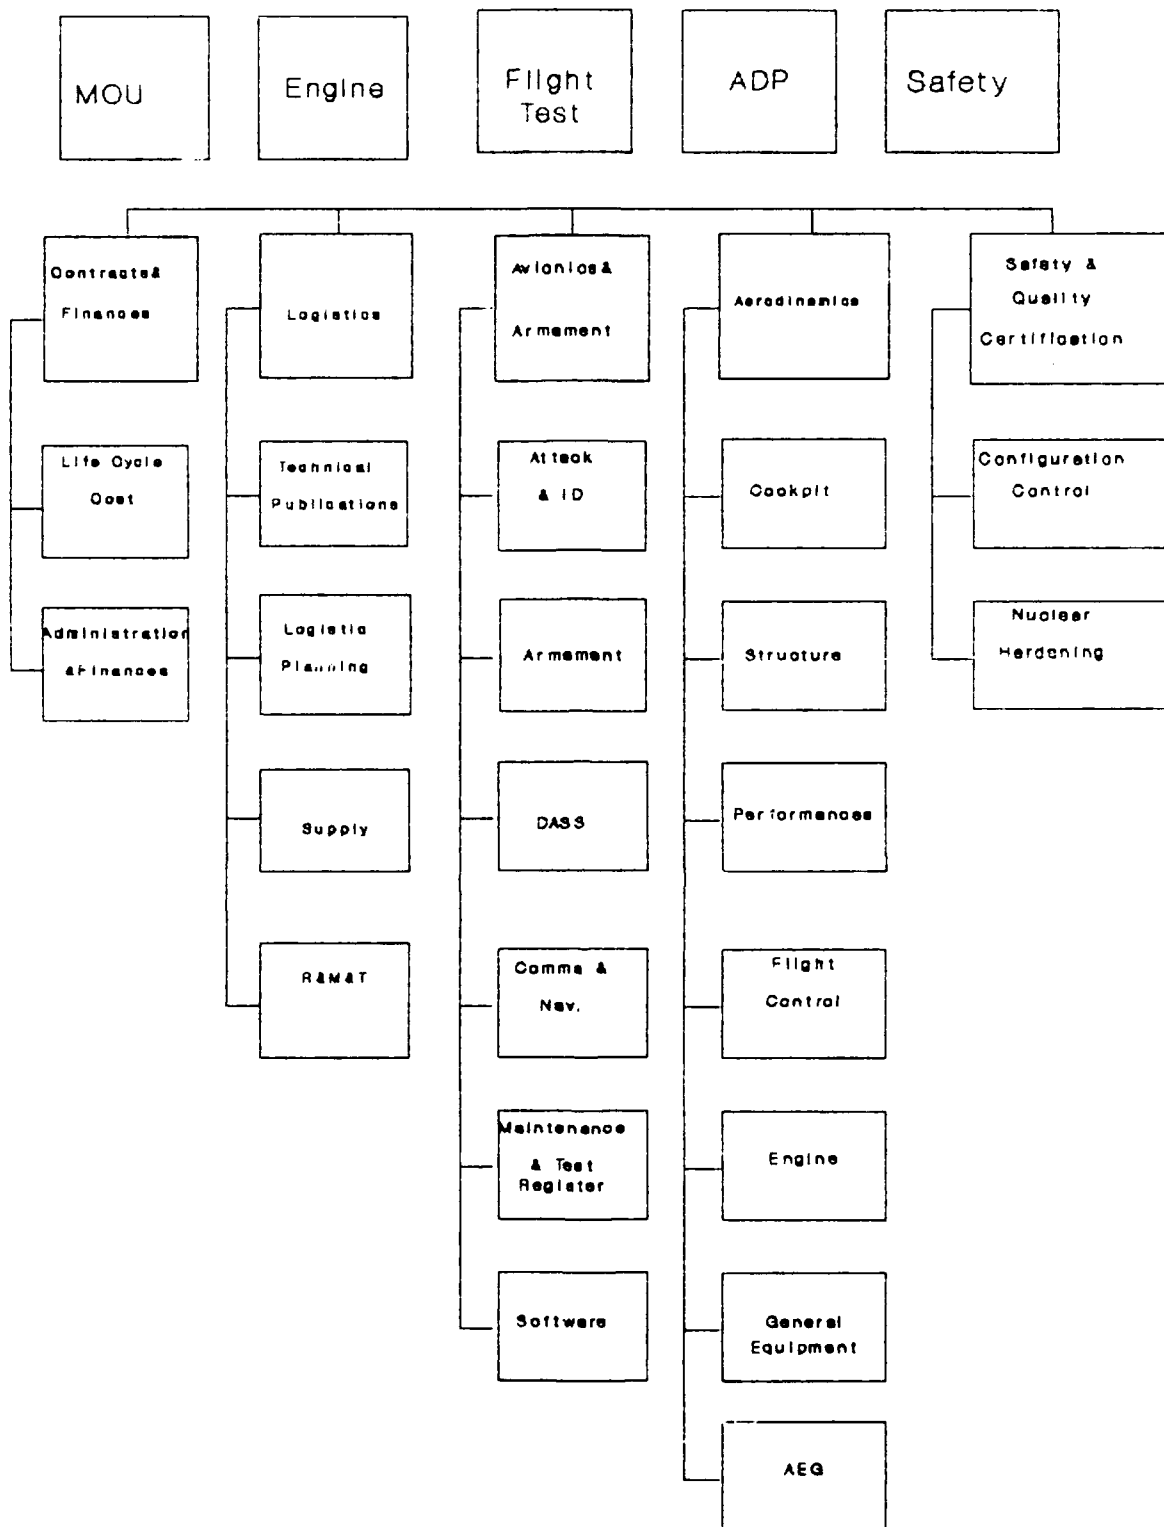 MOU
Engine
Flight
Test
ADP
Safety
Contracts&
Finances
Logistics
Avionics&
Armament
Aerodinamics
Safety &
Quality
Certification
Life Cycle
Cost
Technical
Publications
Attack
& ID
Cockpit
Configuration
Control
Administration
&Finances
Logistic
Planning
Armament
Structure
Nuclear
Herdening
Supply
DASS
Performances
R&M&T
Comms &
Nav.
Flight
Control
Maintenance
& Test
Register
Engine
Software
General
Equipment
AEG